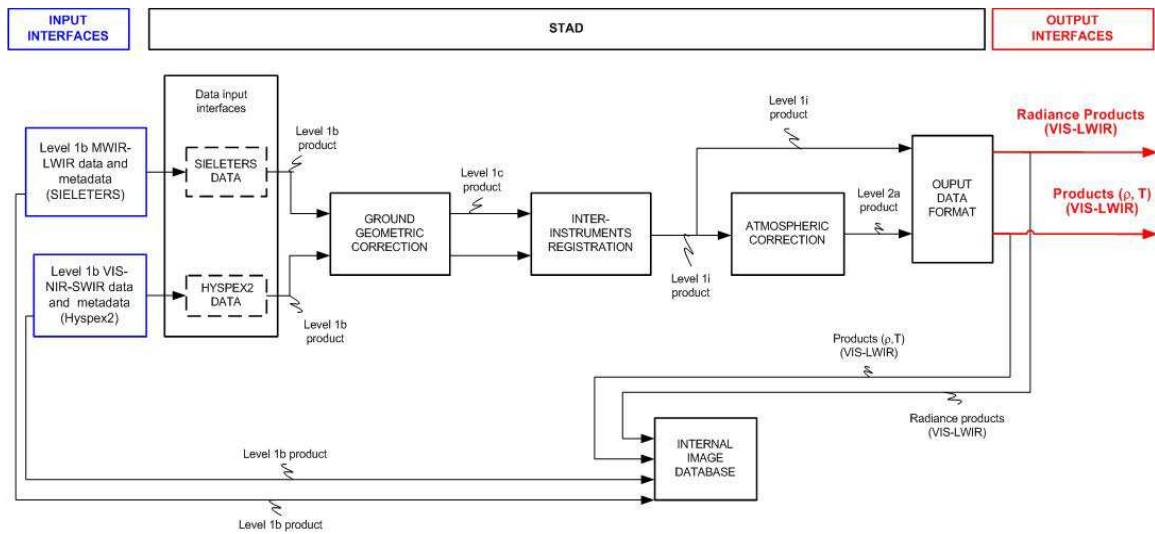 INPUT
INTERFACES
STAD
OUTPUT
INTERFACES
Data input
interfaces
Level 1b MWIR-
LWIR data and
metadata
(SIELETERS)
SIELETERS
DATA
Level 1b
product
Level 1b VIS-
NIR-SWIR data
and metadata
(Hyspex2)
HYSPEX2
DATA
Level 1b
product
GROUND
GEOMETRIC
CORRECTION
Level 1c
product
INTER-
INSTRUMENTS
REGISTRATION
Level 1i
product
Level 1i
product
ATMOSPHERIC
CORRECTION
Level 2a
product
OUPUT
DATA
FORMAT
Radiance Products
(VIS-LWIR)
Products (ρ, T)
(VIS-LWIR)
Products (ρ,T)
(VIS-LWIR)
Radiance products
(VIS-LWIR)
INTERNAL
IMAGE
DATABASE
Level 1b product
Level 1b product